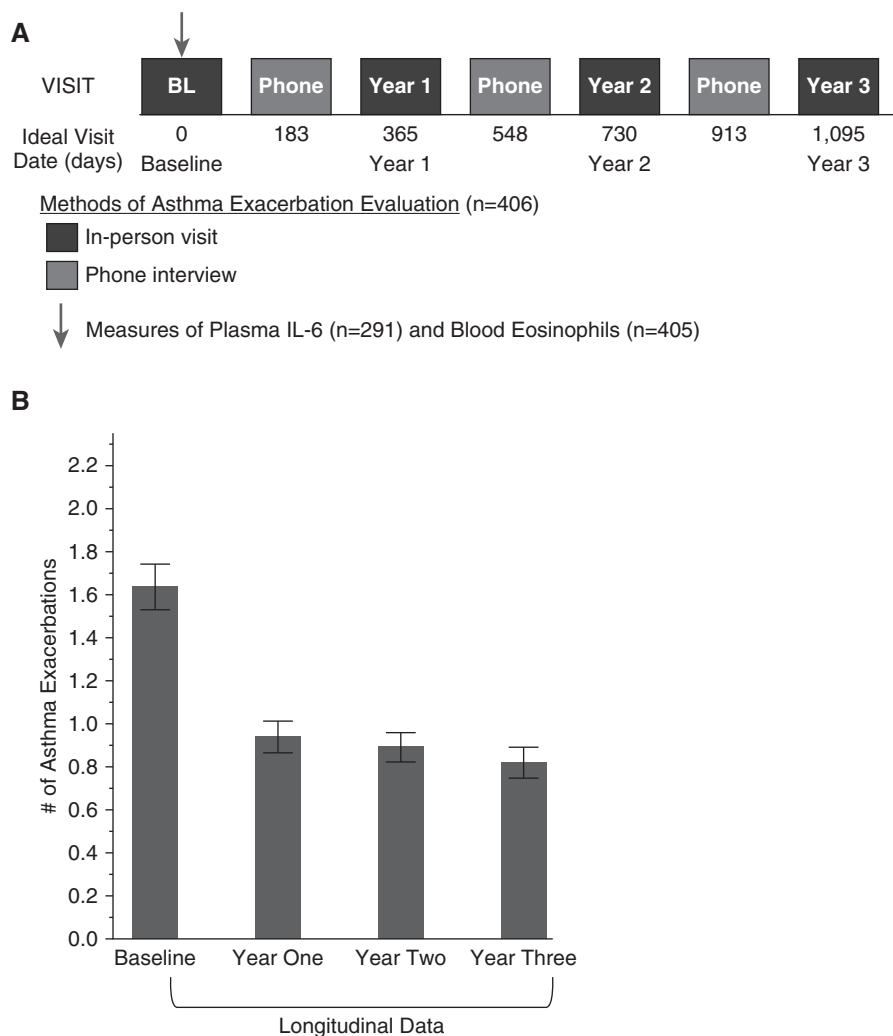 A
VISIT BL Phone Year 1 Phone Year 2 Phone Year 3
Ideal Visit 0 183 365 548 730 913 1,095
Date (days) Baseline Year 1 Year 2 Year 3
Methods of Asthma Exacerbation Evaluation (n=406)
In-person visit
Phone interview
Measures of Plasma IL-6 (n=291) and Blood Eosinophils (n=405)
B
# of Asthma Exacerbations
2.2
2.0
1.8
1.6
1.4
1.2
1.0
0.8
0.6
0.4
0.2
0.0
Baseline Year One Year Two Year Three
Longitudinal Data